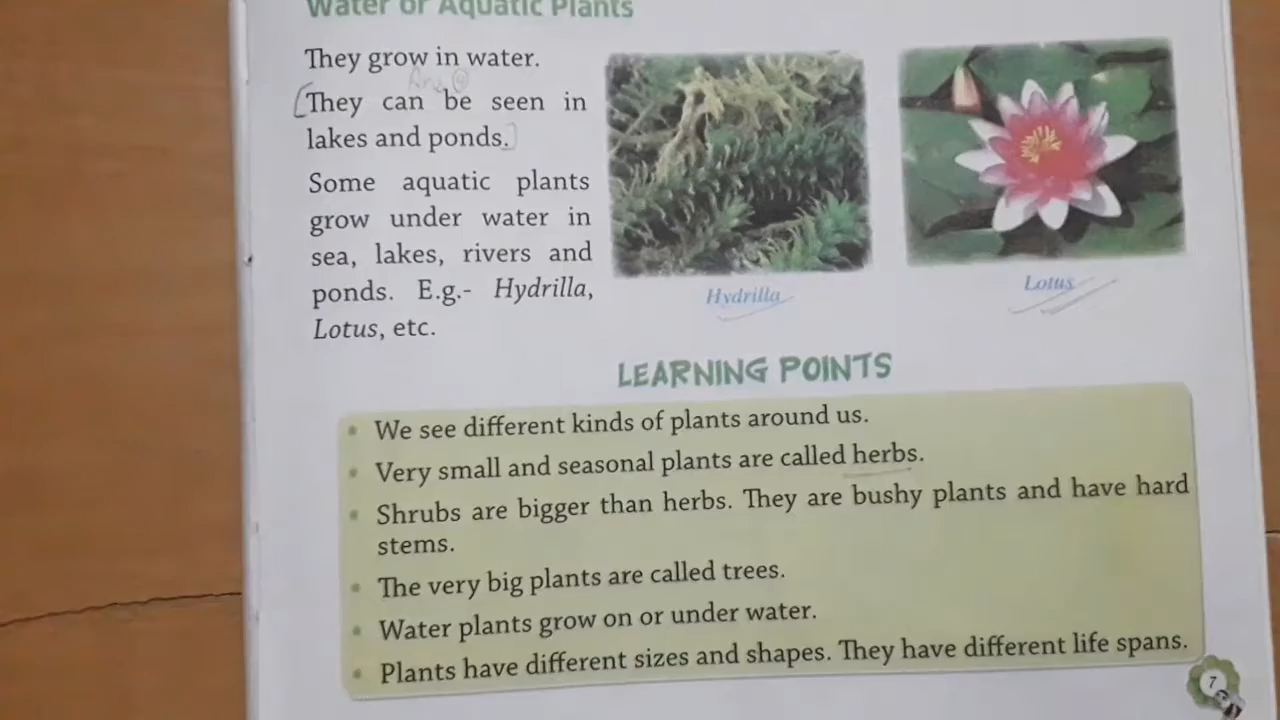 Water or Aquatic Plants
They grow in water.
Ans
They can be seen in
lakes and ponds.
Some aquatic plants
grow under water in
sea, lakes, rivers and
ponds. E.g.- Hydrilla,
Lotus, etc.
Hydrilla
Lotus
LEARNING POINTS
• We see different kinds of plants around us.
• Very small and seasonal plants are called herbs.
• Shrubs are bigger than herbs. They are bushy plants and have hard
stems.
• The very big plants are called trees.
• Water plants grow on or under water.
• Plants have different sizes and shapes. They have different life spans.
7